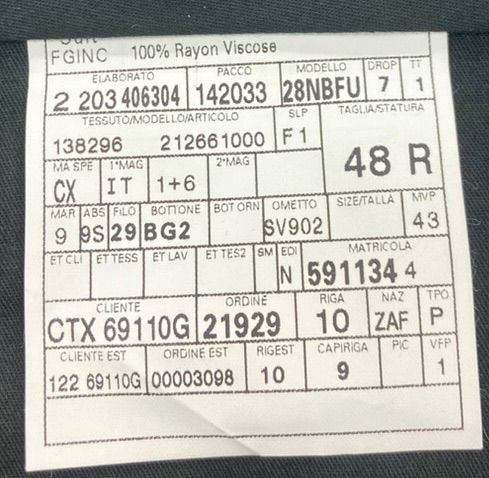 Suit
FGINC 100% Rayon Viscose
ELABORATO PACCO MODELLO DROP TT
2 203 406304 142033 28NBFU 7 1
TESSUTO/MODELLO/ARTICOLO SLP TAGLIA/STATURA
138296 212661000 F1 48 R
MA SPE 1°MAG 2°MAG
CX IT 1+6
MAR ABS FILO BOTTONE BOT ORN OMETTO SIZE/TALLA MVP
9 9S 29 BG2 SV902 43
ET CLI ET TESS ET LAV ET TES2 SM EDI MATRICOLA
N 591134 4
CLIENTE ORDINE RIGA NAZ TPO
CTX 69110G 21929 10 ZAF P
CLIENTE EST ORDINE EST RIGEST CAPIRIGA PIC VFP
122 69110G 00003098 10 9 1